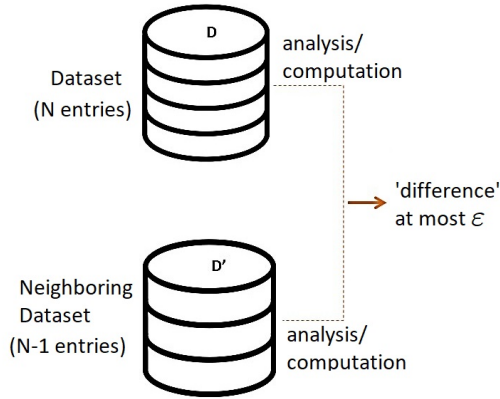 D
analysis/
computation
Dataset
(N entries)
'difference'
at most ε
D'
Neighboring
Dataset
(N-1 entries)
analysis/
computation